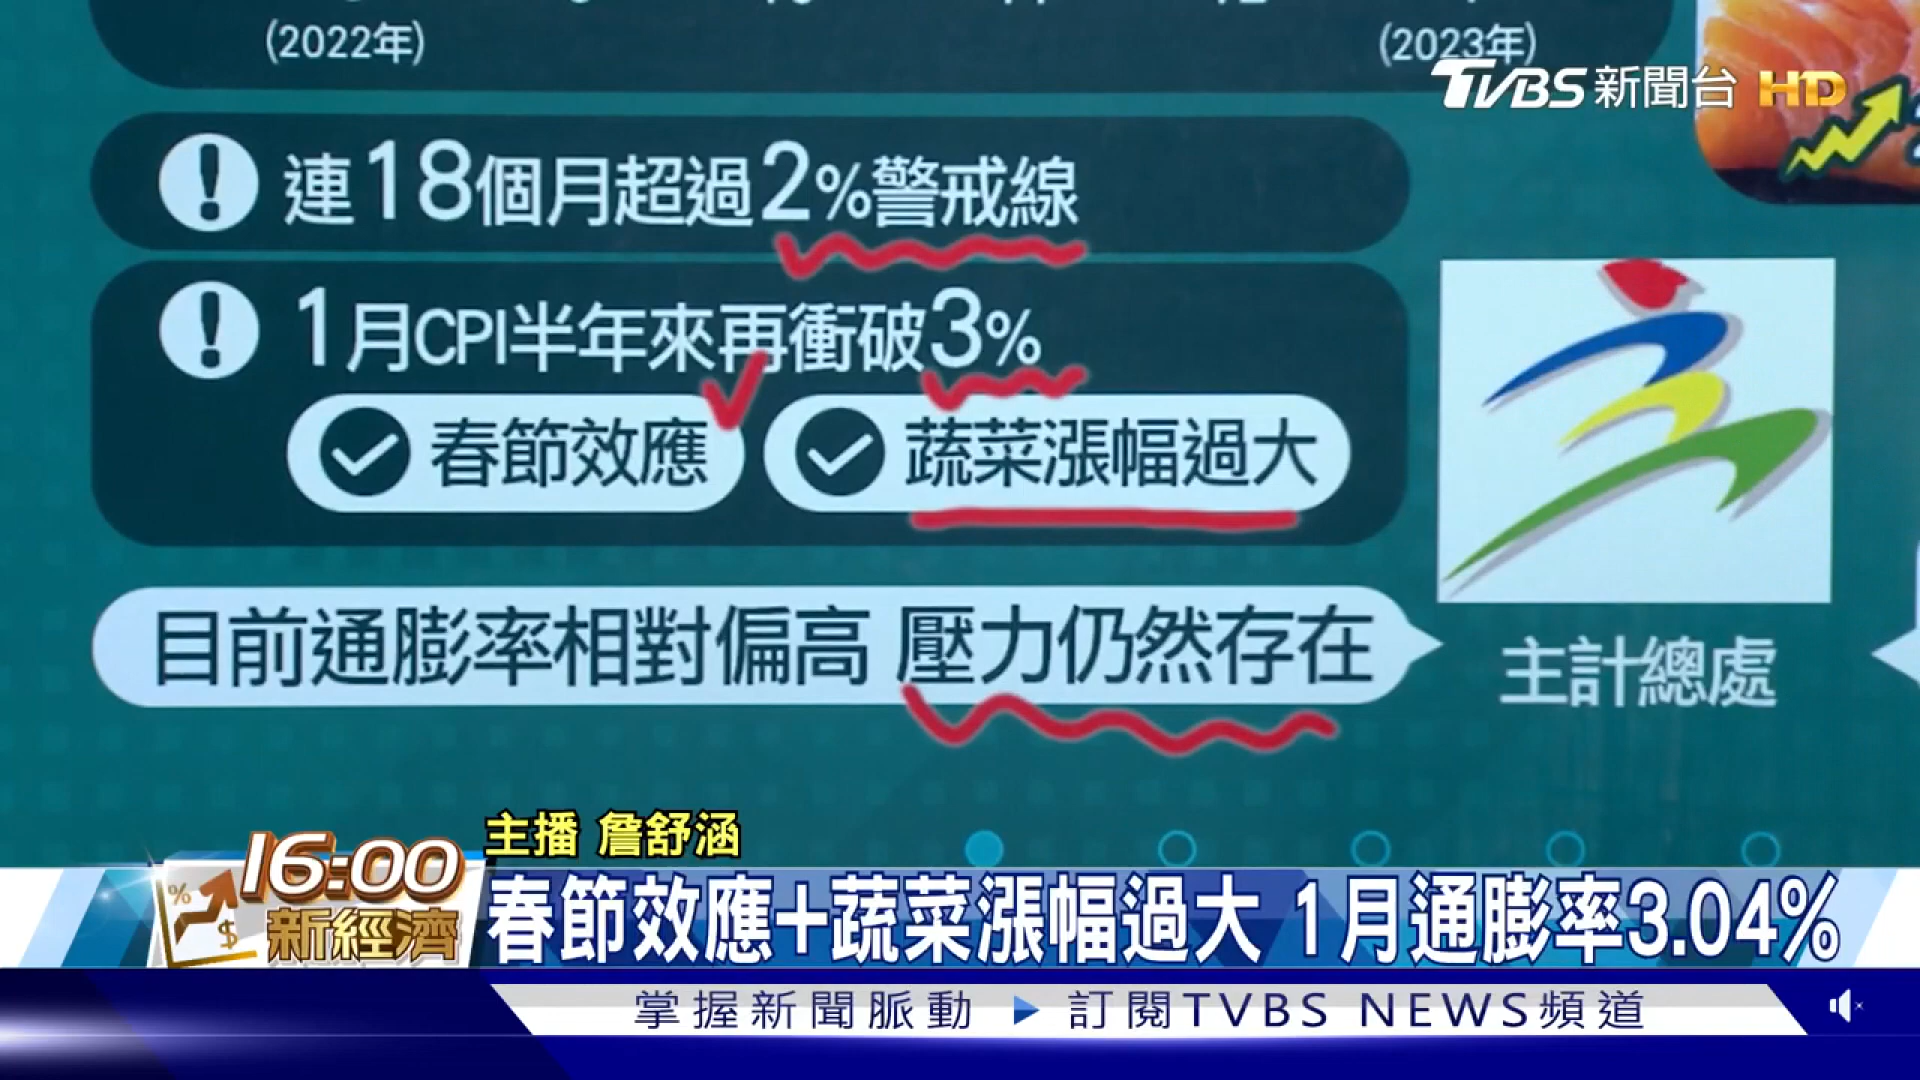 (2022年)
(2023年)
TVBS新聞台 HD
連18個月超過2%警戒線
1月CPI半年來再衝破3%
春節效應
蔬菜漲幅過大
目前通膨率相對偏高 壓力仍然存在
主計總處
主播 詹舒涵
16:00
新經濟
春節效應+蔬菜漲幅過大 1月通膨率3.04%
掌握新聞脈動 ▶ 訂閱TVBS NEWS頻道